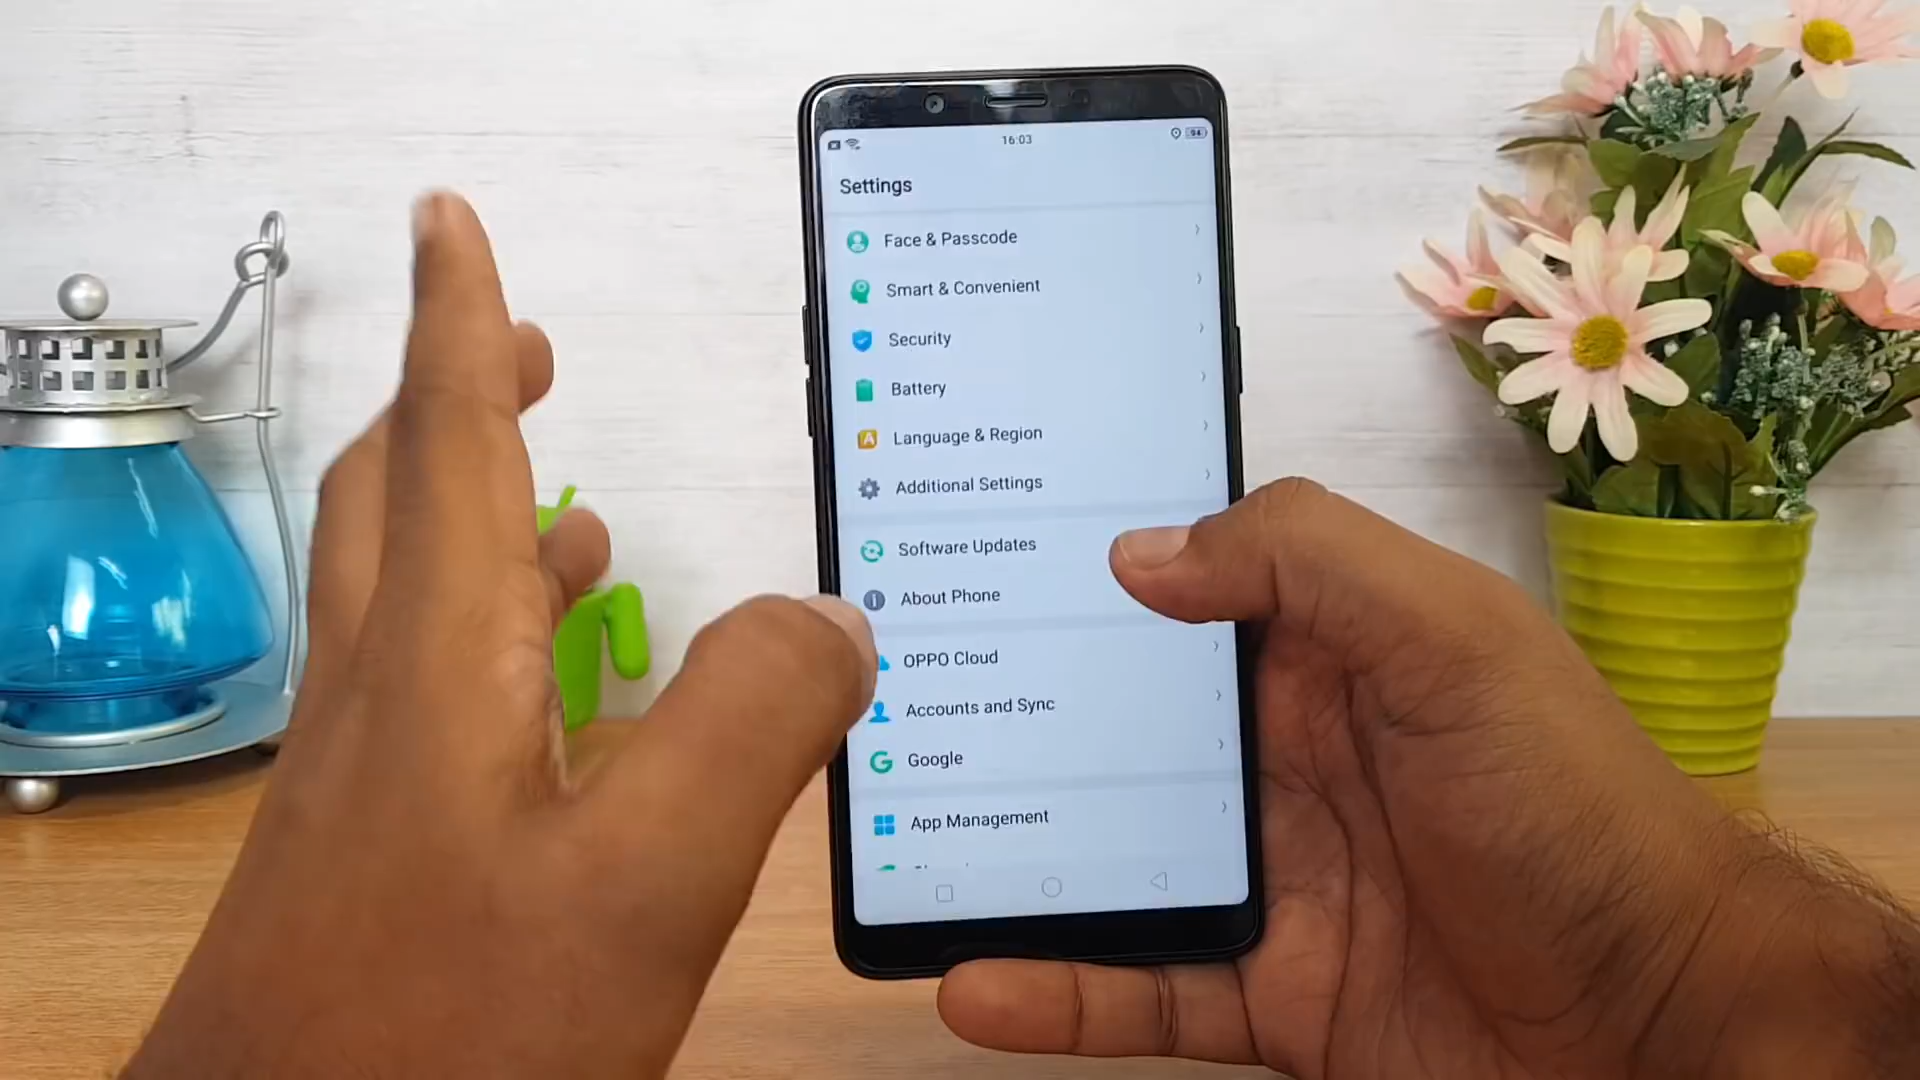 16:03
94
Settings
Face & Passcode
Smart & Convenient
Security
Battery
A Language & Region
Additional Settings
Software Updates
About Phone
OPPO Cloud
Accounts and Sync
G Google
App Management